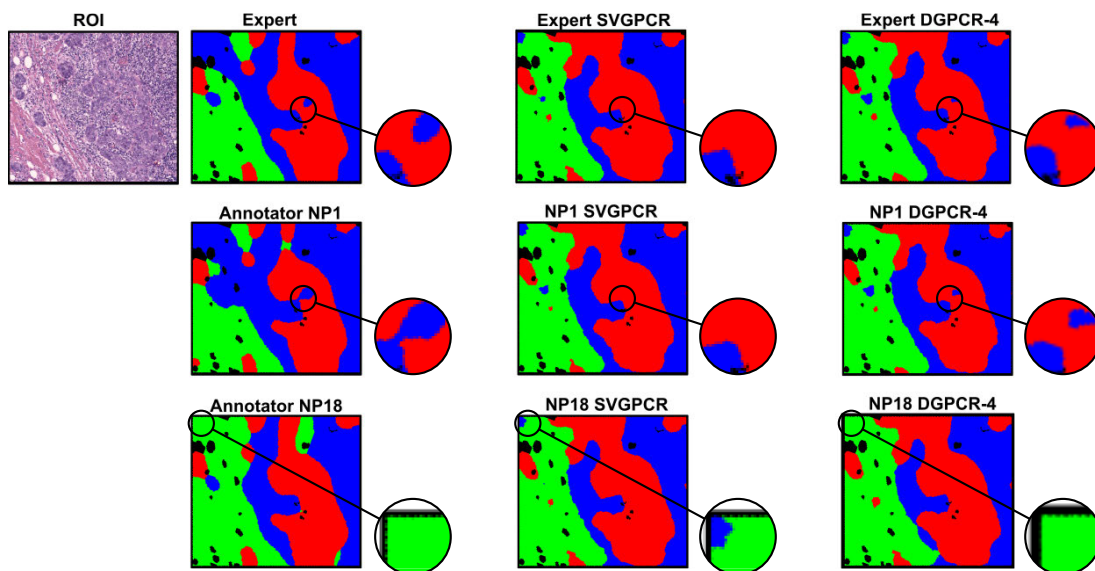 ROI
Expert
Expert SVGPCR
Expert DGPCR-4
Annotator NP1
NP1 SVGPCR
NP1 DGPCR-4
Annotator NP18
NP18 SVGPCR
NP18 DGPCR-4